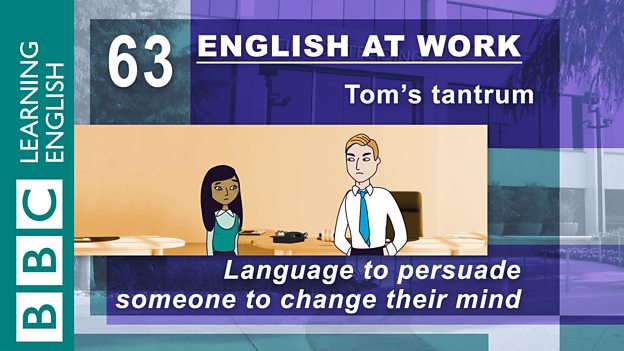 BBC
LEARNING
ENGLISH
63
ENGLISH AT WORK
Tom's tantrum
Language to persuade
someone to change their mind